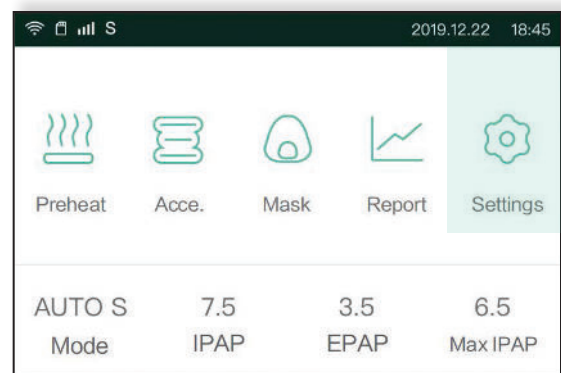 S 2019.12.22 18:45
Preheat Acce. Mask Report Settings
AUTO S 7.5 3.5 6.5
Mode IPAP EPAP Max IPAP